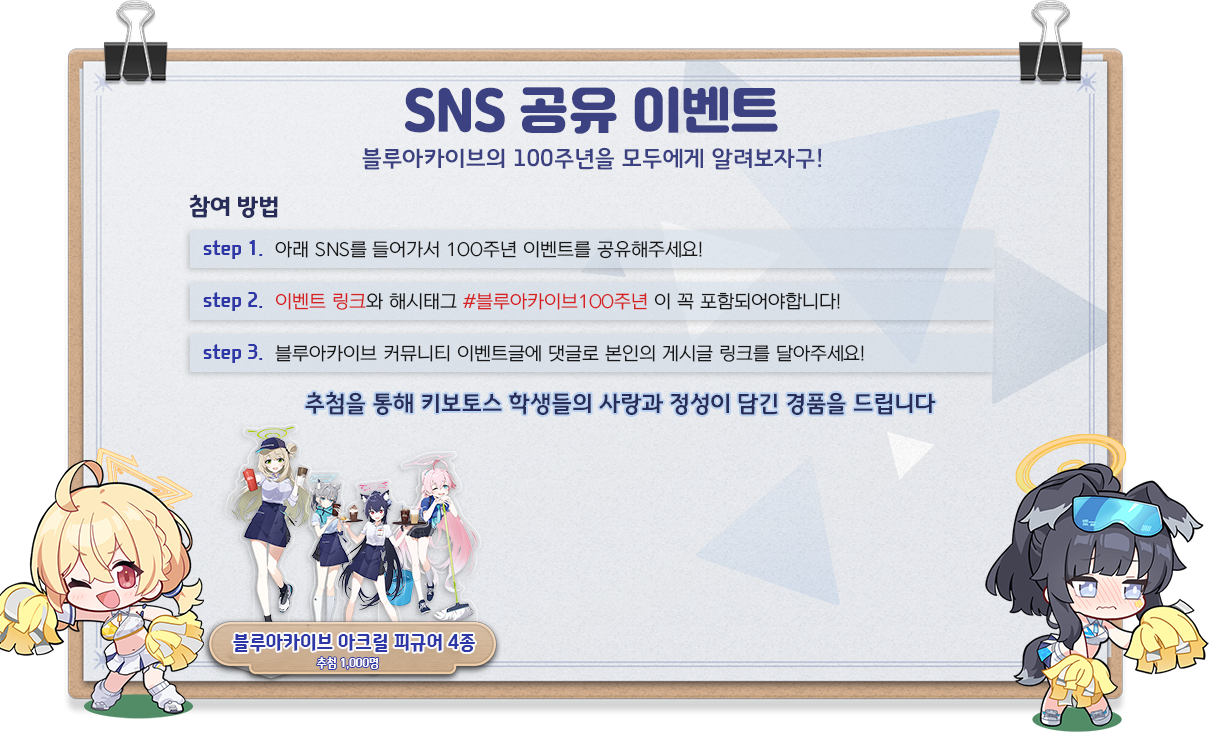 SNS 공유 이벤트
블루아카이브의 100주년을 모두에게 알려보자구!
참여 방법
step 1. 아래 SNS를 들어가서 100주년 이벤트를 공유해주세요!
step 2. 이벤트 링크와 해시태그 #블루아카이브100주년 이 꼭 포함되어야합니다!
step 3. 블루아카이브 커뮤니티 이벤트글에 댓글로 본인의 게시글 링크를 달아주세요!
추첨을 통해 키보토스 학생들의 사랑과 정성이 담긴 경품을 드립니다
블루아카이브 아크릴 피규어 4종
추첨 1,000명